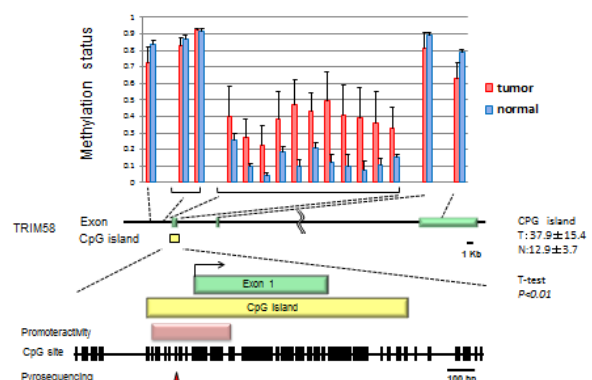 Methylation status
1
0.9
0.8
0.7
0.6
0.5
0.4
0.3
0.2
0.1
0
tumor
normal
TRIM58
Exon
CpG island
1 Kb
CPG island
T:37.9±15.4
N:12.9±3.7
T-test
P<0.01
Exon 1
CpG Island
Promoteractivity
CpG site
100 bp
Pyrosequencing